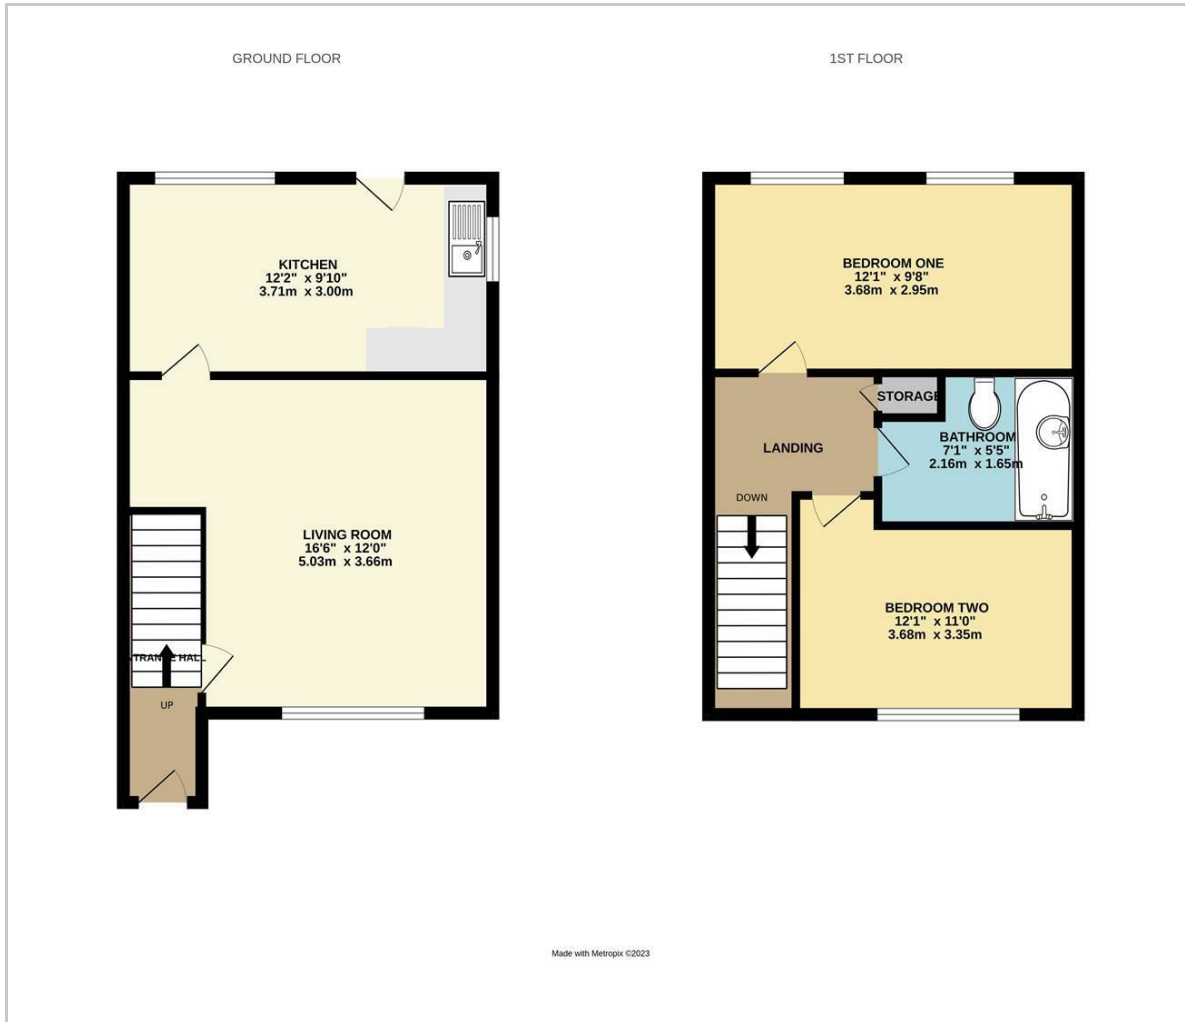 GROUND FLOOR
1ST FLOOR
KITCHEN
12'2" x 9'10"
3.71m x 3.00m
LIVING ROOM
16'6" x 12'0"
5.03m x 3.66m
TRANCE HALL
UP
BEDROOM ONE
12'1" x 9'8"
3.68m x 2.95m
STORAGE
LANDING
BATHROOM
7'1" x 5'5"
2.16m x 1.65m
DOWN
BEDROOM TWO
12'1" x 11'0"
3.68m x 3.35m
Made with Metropix ©2023